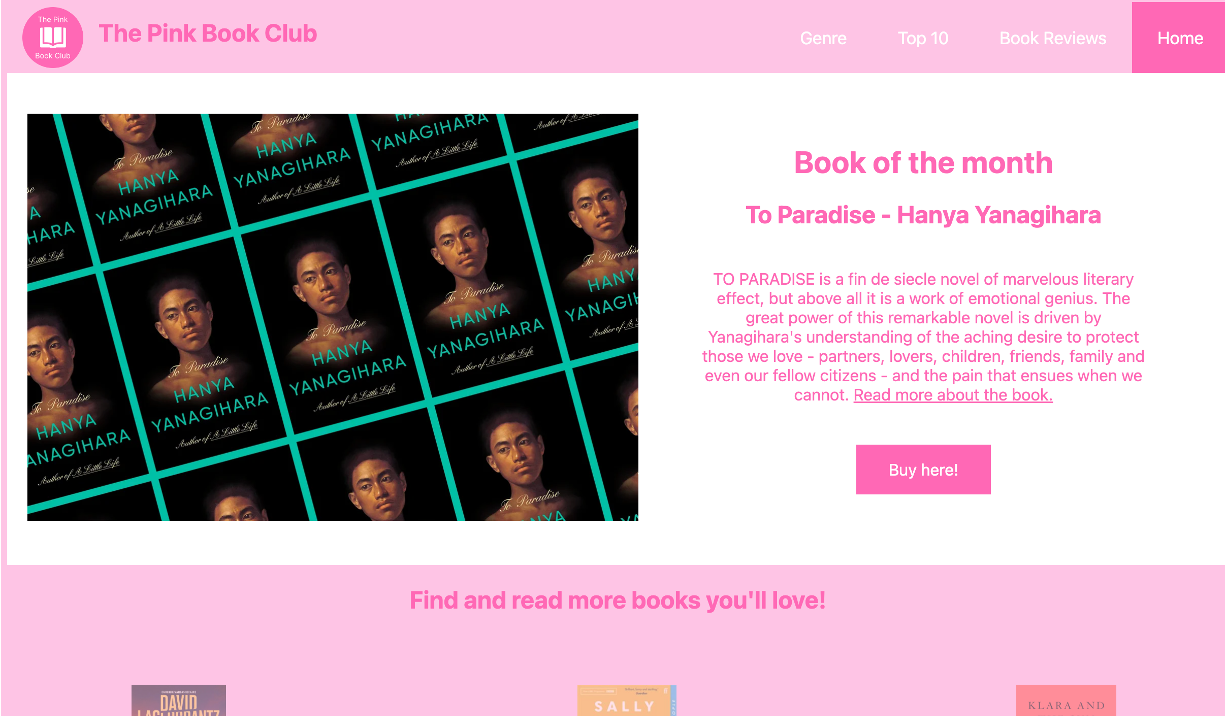 The Pink
Book Club
The Pink Book Club
Genre
Top 10
Book Reviews
Home
To Paradise
HANYA
YANAGIHARA
Author of A Little Life
Book of the month
To Paradise - Hanya Yanagihara
TO PARADISE is a fin de siecle novel of marvelous literary
effect, but above all it is a work of emotional genius. The
great power of this remarkable novel is driven by
Yanagihara's understanding of the aching desire to protect
those we love - partners, lovers, children, friends, family and
even our fellow citizens - and the pain that ensues when we
cannot. Read more about the book.
Buy here!
Find and read more books you'll love!
DAVID
SALLY
KLARA AND